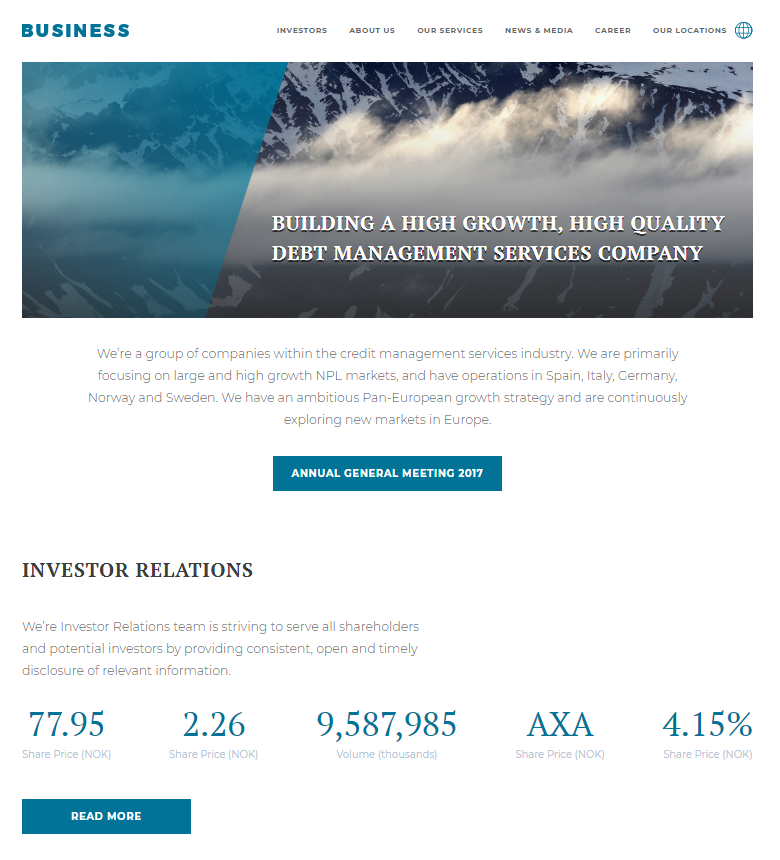 BUSINESS
INVESTORS ABOUT US OUR SERVICES NEWS & MEDIA CAREER OUR LOCATIONS
BUILDING A HIGH GROWTH, HIGH QUALITY
DEBT MANAGEMENT SERVICES COMPANY
We’re a group of companies within the credit management services industry. We are primarily
focusing on large and high growth NPL markets, and have operations in Spain, Italy, Germany,
Norway and Sweden. We have an ambitious Pan-European growth strategy and are continuously
exploring new markets in Europe.
ANNUAL GENERAL MEETING 2017
INVESTOR RELATIONS
We’re Investor Relations team is striving to serve all shareholders
and potential investors by providing consistent, open and timely
disclosure of relevant information.
77.95 2.26 9,587,985 AXA 4.15%
Share Price (NOK) Share Price (NOK) Volume (thousands) Share Price (NOK) Share Price (NOK)
READ MORE